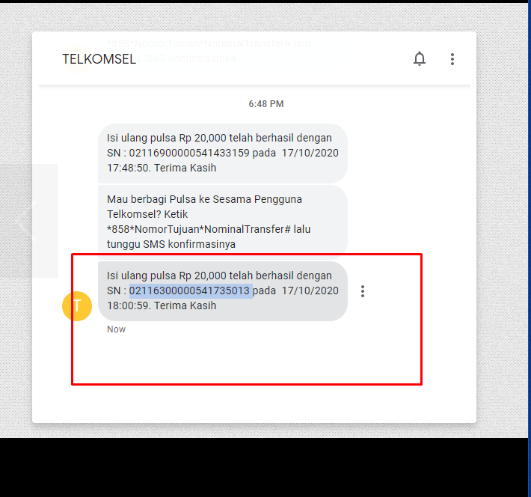 TELKOMSEL
6:48 PM
Isi ulang pulsa Rp 20,000 telah berhasil dengan
SN : 02116900000541433159 pada 17/10/2020
17:48:50. Terima Kasih
Mau berbagi Pulsa ke Sesama Pengguna
Telkomsel? Ketik
*858*NomorTujuan*NominalTransfer# lalu
tunggu SMS konfirmasinya
Isi ulang pulsa Rp 20,000 telah berhasil dengan
SN : 02116300000541735013 pada 17/10/2020
T
18:00:59. Terima Kasih
Now